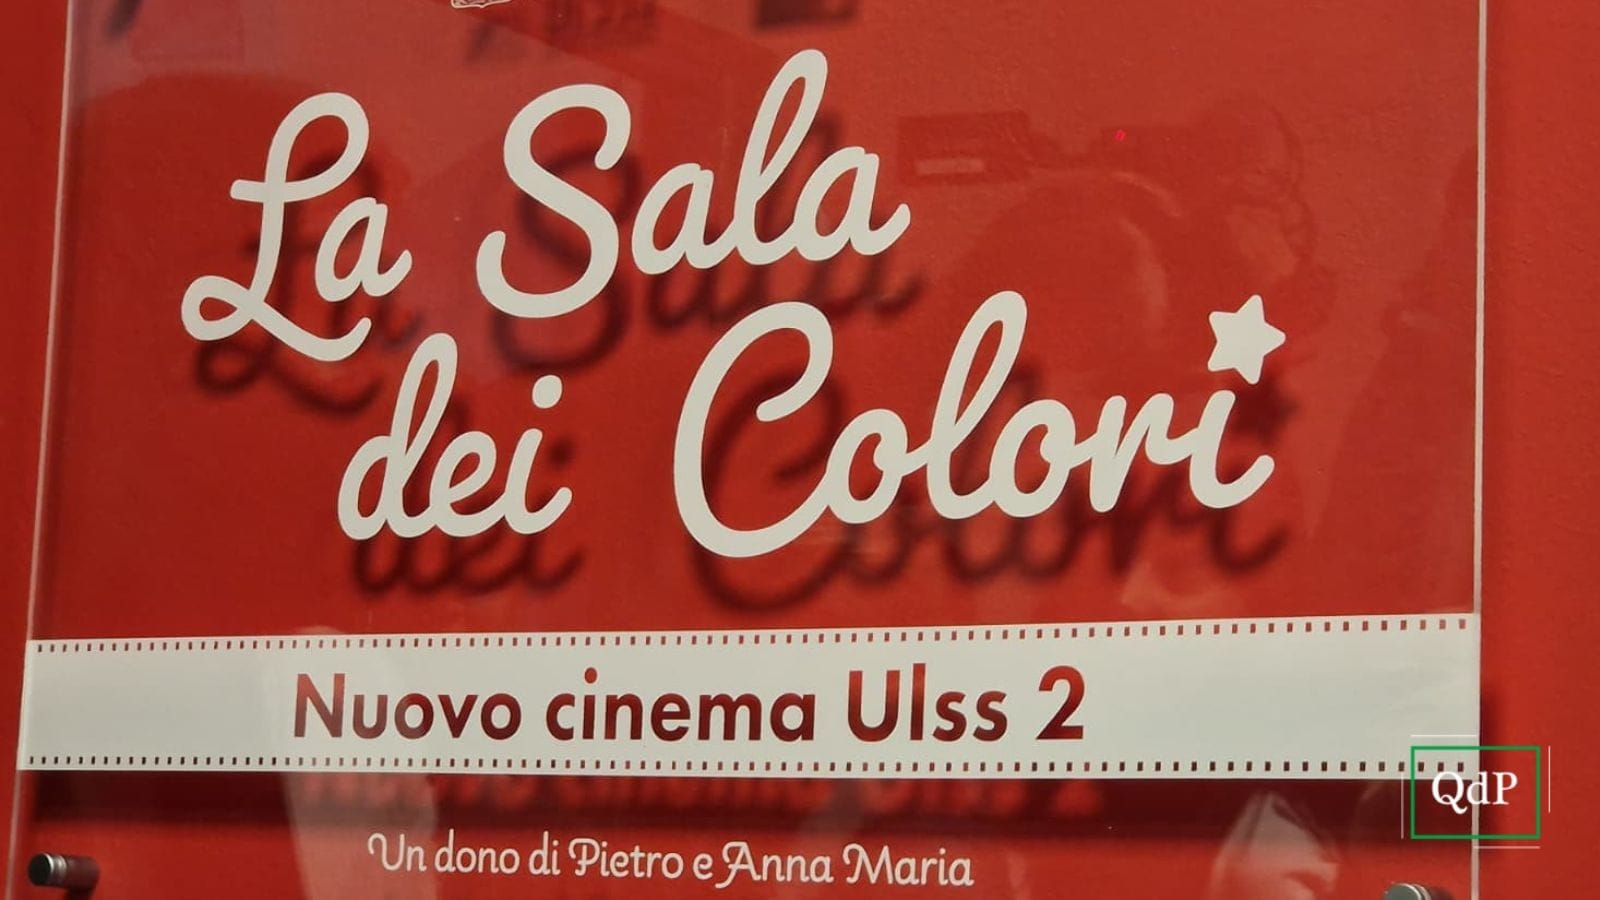 La Sala
dei Colori
Nuovo cinema Ulss 2
Un dono di Pietro e Anna Maria
QdP